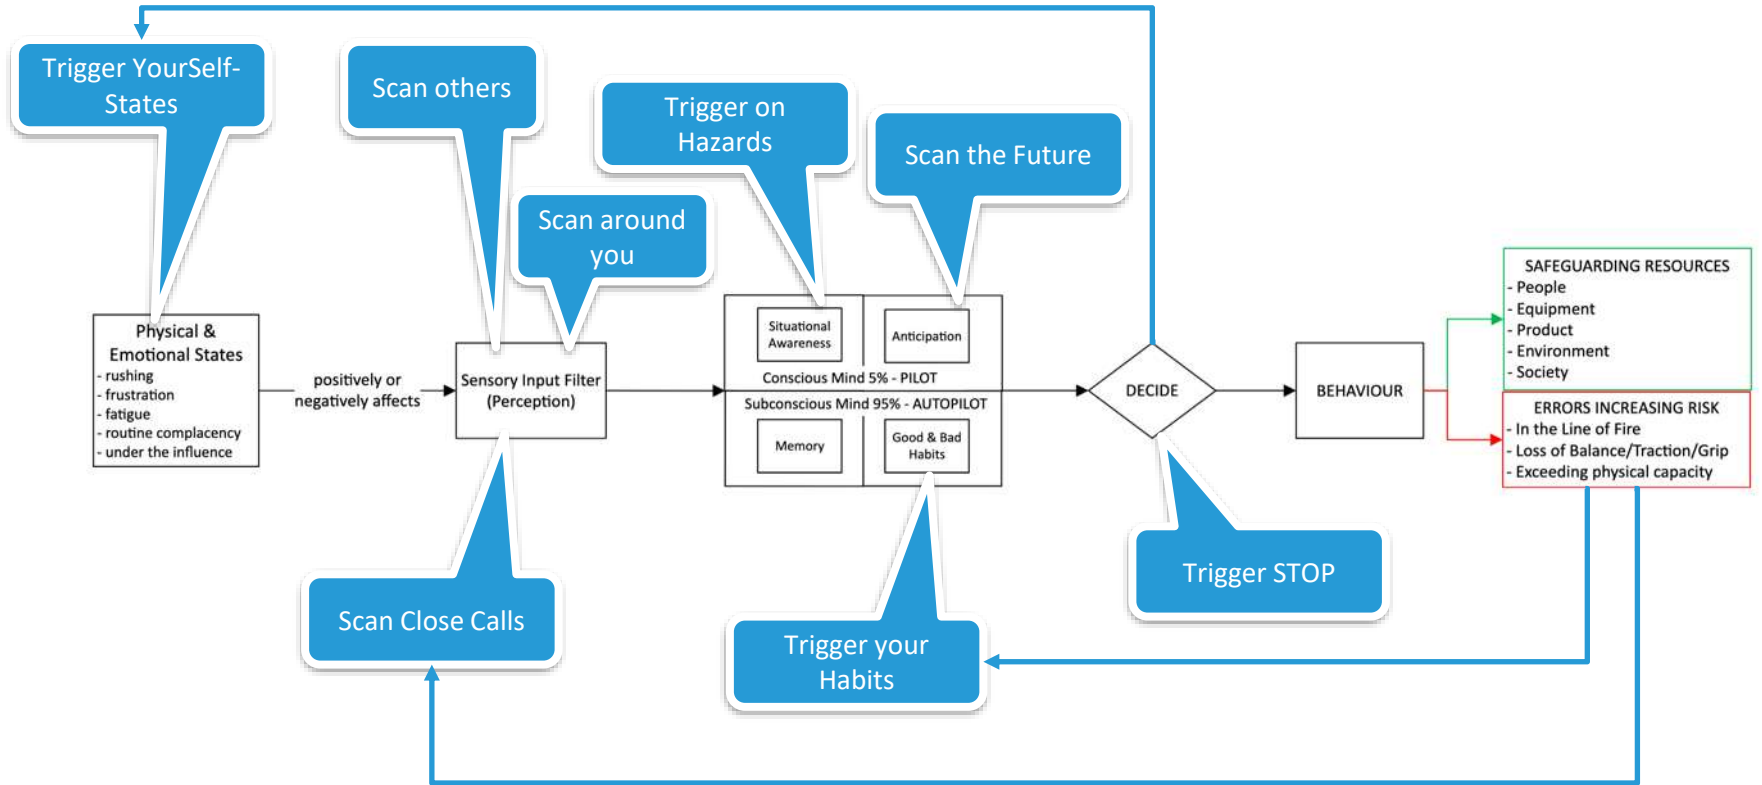 Trigger YourSelf-
States
Scan others
Trigger on
Hazards
Scan the Future
Scan around
you
Physical &
Emotional States
- rushing
- frustration
- fatigue
- routine complacency
- under the influence
positively or
negatively affects
Sensory Input Filter
(Perception)
Situational
Awareness
Anticipation
Conscious Mind 5% - PILOT
Subconscious Mind 95% - AUTOPILOT
Memory
Good & Bad
Habits
DECIDE
BEHAVIOUR
SAFEGUARDING RESOURCES
- People
- Equipment
- Product
- Environment
- Society
ERRORS INCREASING RISK
- In the Line of Fire
- Loss of Balance/Traction/Grip
- Exceeding physical capacity
Scan Close Calls
Trigger your
Habits
Trigger STOP